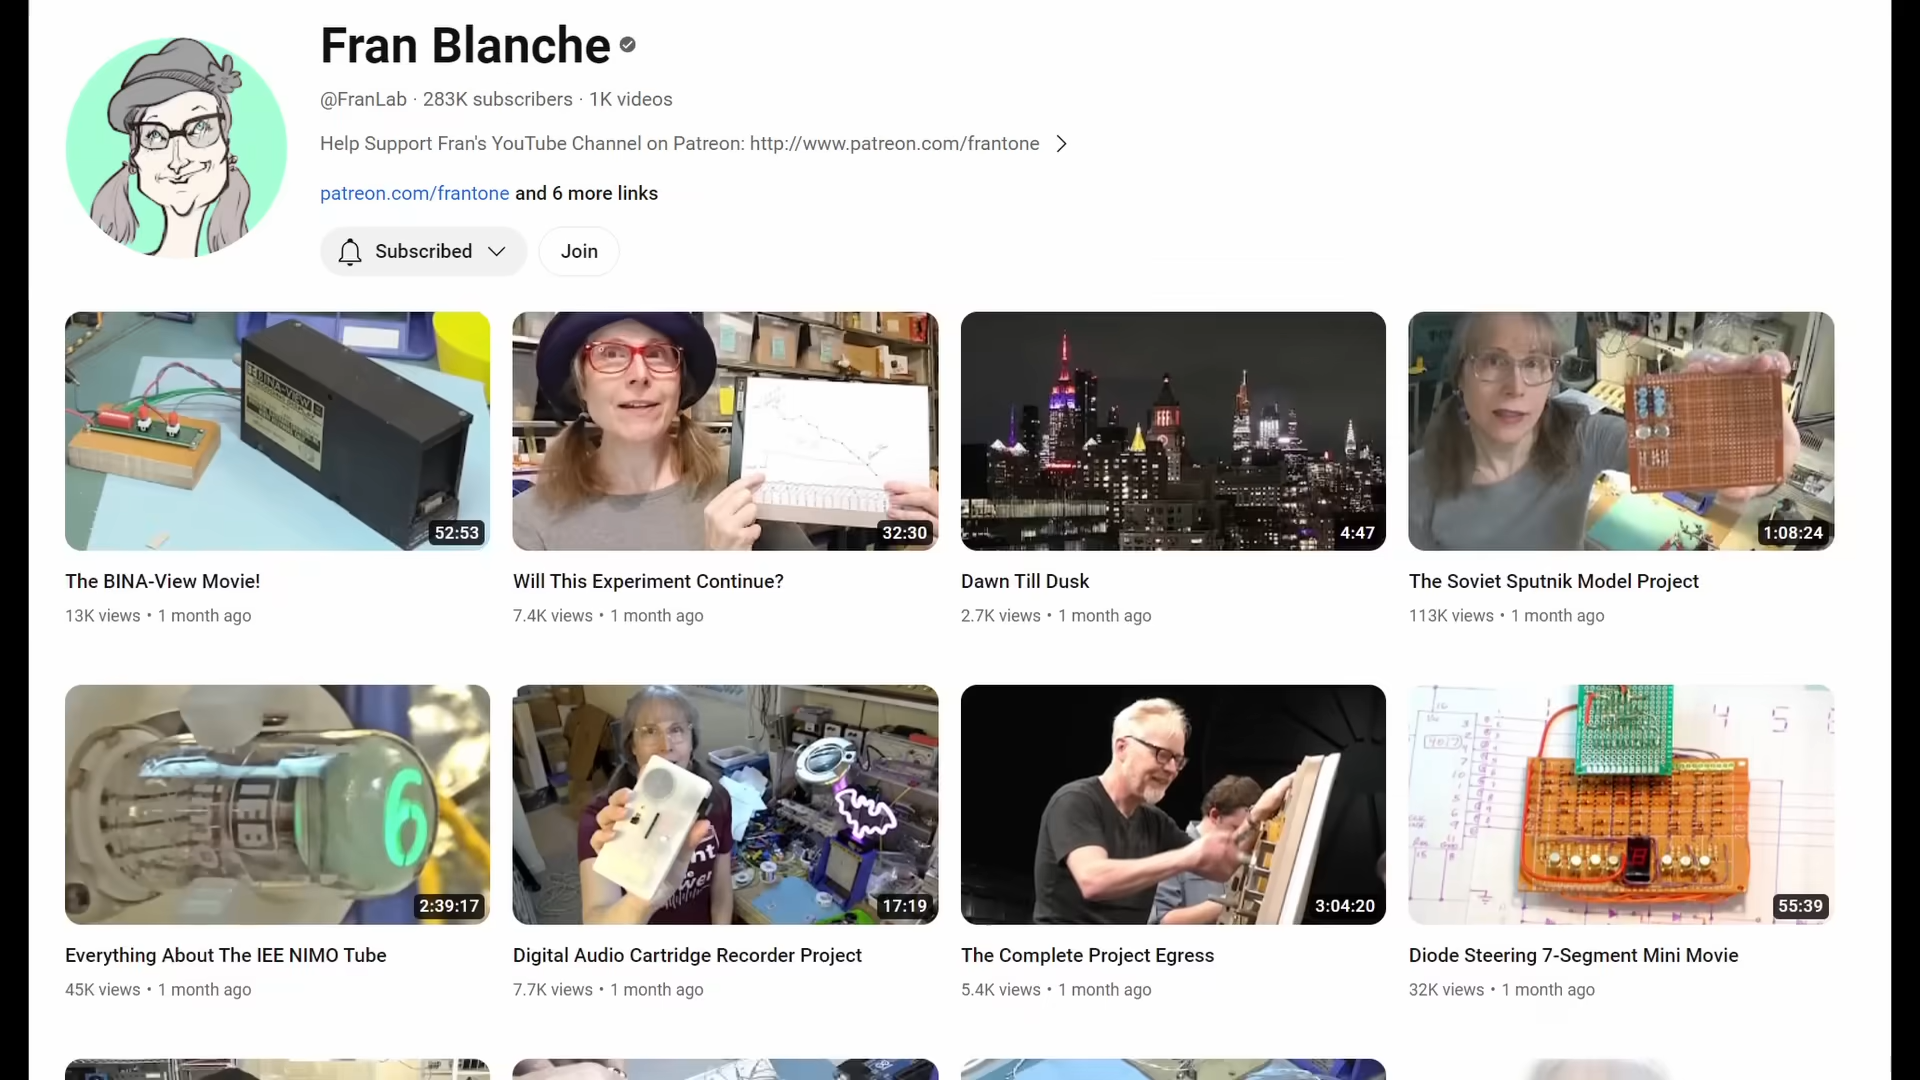 Fran Blanche
@FranLab · 283K subscribers · 1K videos
Help Support Fran's YouTube Channel on Patreon: http://www.patreon.com/frantone
patreon.com/frantone and 6 more links
Subscribed
Join
BINA-VIEW
52:53
32:30
4:47
1:08:24
The BINA-View Movie!
Will This Experiment Continue?
Dawn Till Dusk
The Soviet Sputnik Model Project
13K views • 1 month ago
7.4K views • 1 month ago
2.7K views • 1 month ago
113K views • 1 month ago
6
IEE
4 5
2:39:17
17:19
3:04:20
55:39
Everything About The IEE NIMO Tube
Digital Audio Cartridge Recorder Project
The Complete Project Egress
Diode Steering 7-Segment Mini Movie
45K views • 1 month ago
7.7K views • 1 month ago
5.4K views • 1 month ago
32K views • 1 month ago